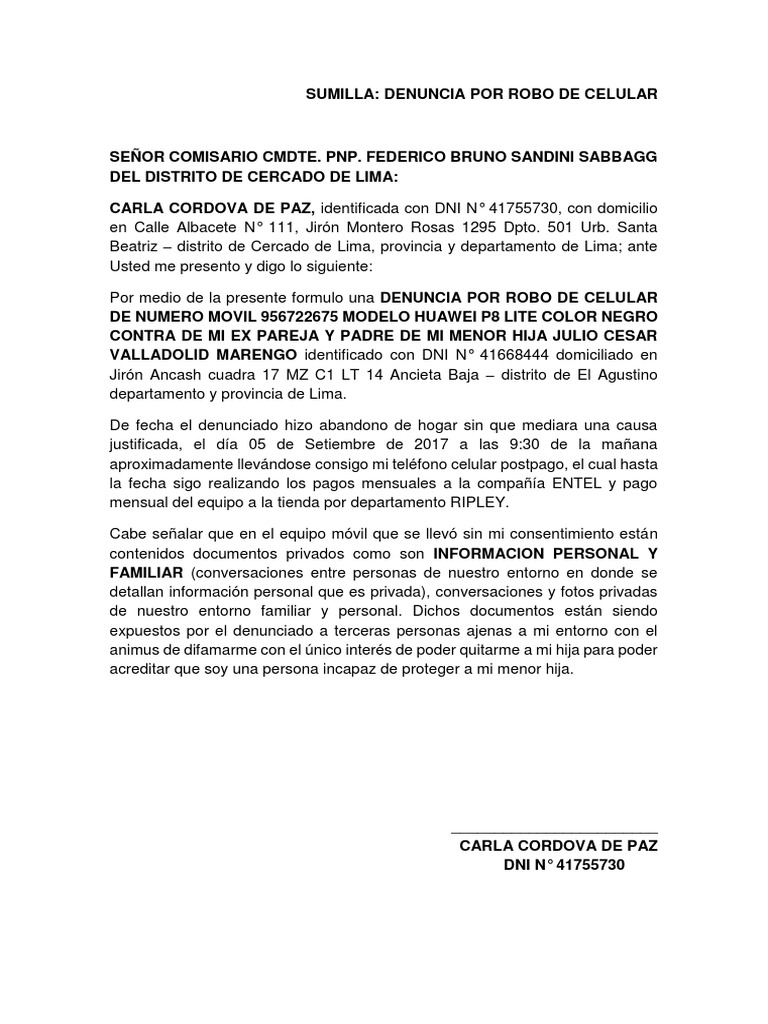 SUMILLA: DENUNCIA POR ROBO DE CELULAR
SEÑOR COMISARIO CMDTE. PNP. FEDERICO BRUNO SANDINI SABBAGG
DEL DISTRITO DE CERCADO DE LIMA:
CARLA CORDOVA DE PAZ, identificada con DNI N° 41755730, con domicilio
en Calle Albacete N° 111, Jirón Montero Rosas 1295 Dpto. 501 Urb. Santa
Beatriz – distrito de Cercado de Lima, provincia y departamento de Lima; ante
Usted me presento y digo lo siguiente:
Por medio de la presente formulo una DENUNCIA POR ROBO DE CELULAR
DE NUMERO MOVIL 956722675 MODELO HUAWEI P8 LITE COLOR NEGRO
CONTRA DE MI EX PAREJA Y PADRE DE MI MENOR HIJA JULIO CESAR
VALLADOLID MARENGO identificado con DNI N° 41668444 domiciliado en
Jirón Ancash cuadra 17 MZ C1 LT 14 Ancieta Baja – distrito de El Agustino
departamento y provincia de Lima.
De fecha el denunciado hizo abandono de hogar sin que mediara una causa
justificada, el día 05 de Setiembre de 2017 a las 9:30 de la mañana
aproximadamente llevándose consigo mi teléfono celular postpago, el cual hasta
la fecha sigo realizando los pagos mensuales a la compañía ENTEL y pago
mensual del equipo a la tienda por departamento RIPLEY.
Cabe señalar que en el equipo móvil que se llevó sin mi consentimiento están
contenidos documentos privados como son INFORMACION PERSONAL Y
FAMILIAR (conversaciones entre personas de nuestro entorno en donde se
detallan información personal que es privada), conversaciones y fotos privadas
de nuestro entorno familiar y personal. Dichos documentos están siendo
expuestos por el denunciado a terceras personas ajenas a mi entorno con el
animus de difamarme con el único interés de poder quitarme a mi hija para poder
acreditar que soy una persona incapaz de proteger a mi menor hija.
CARLA CORDOVA DE PAZ
DNI N° 41755730